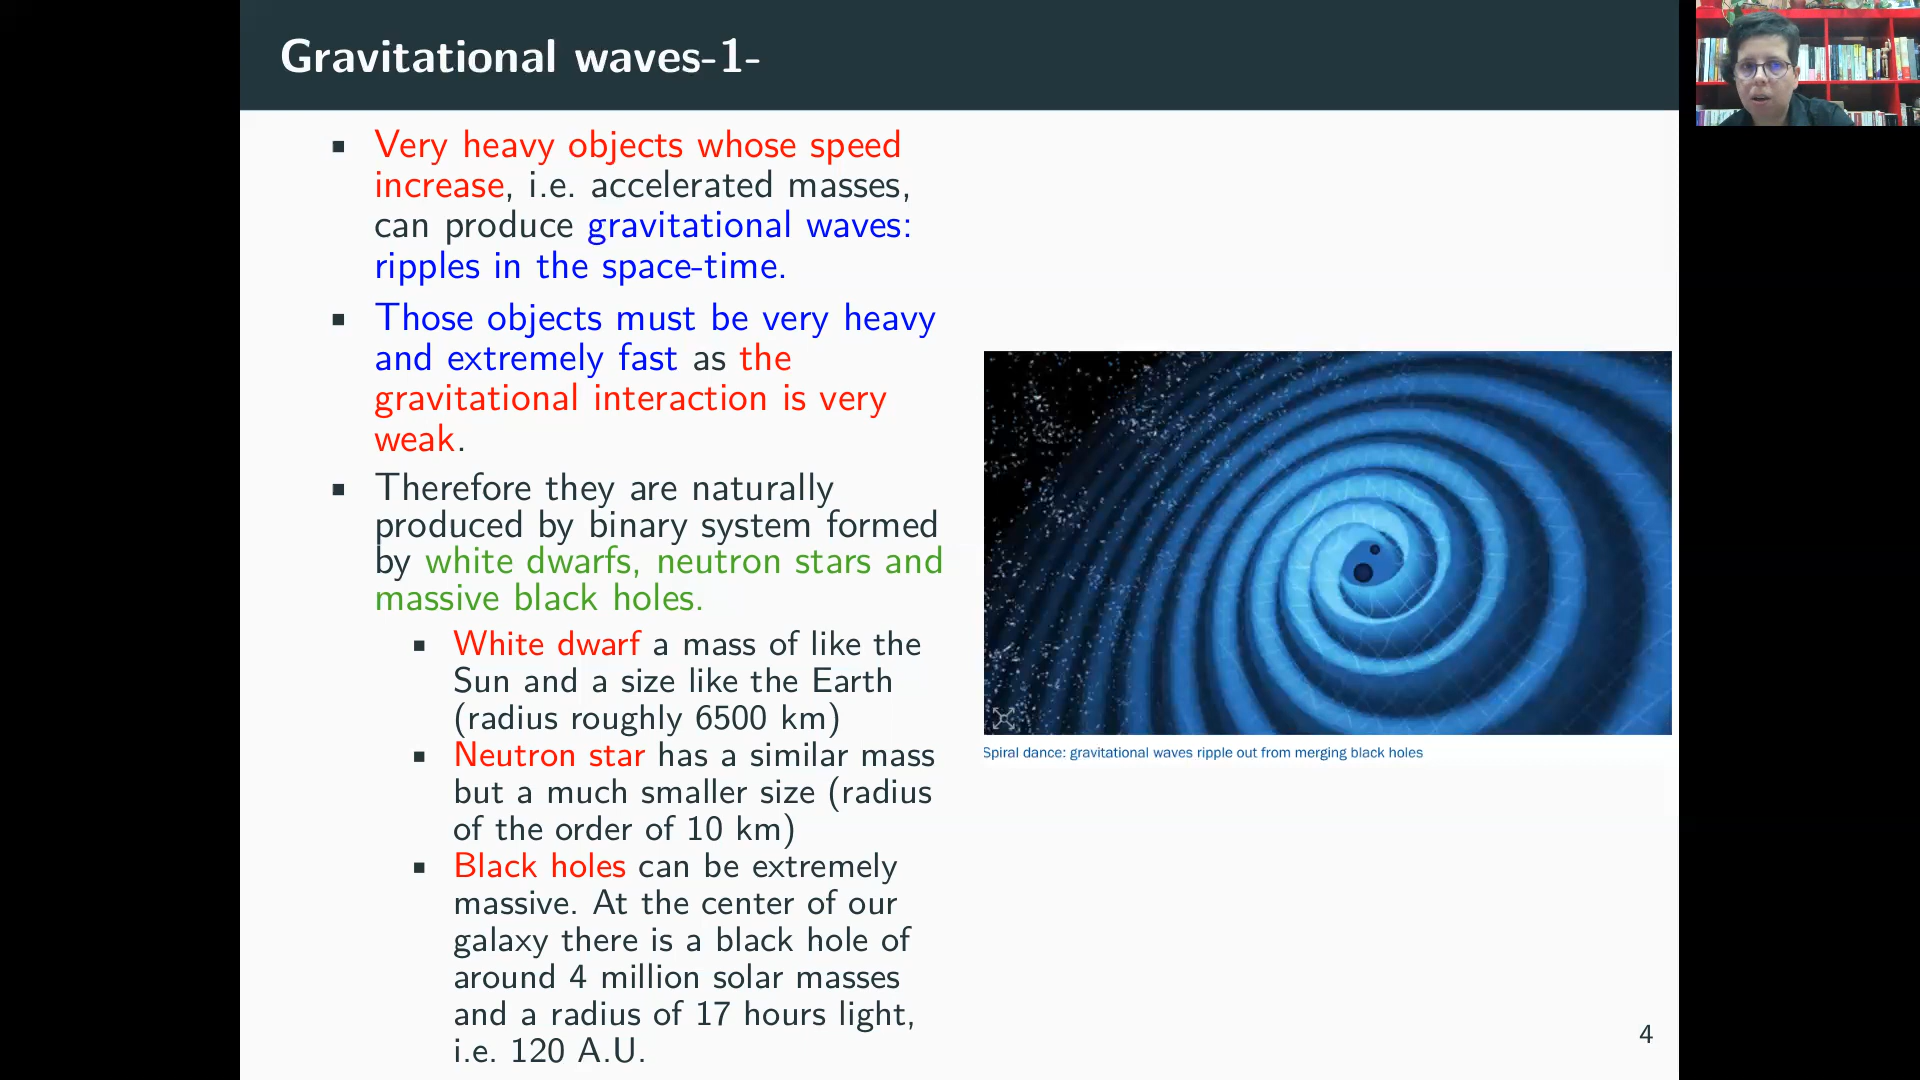 Gravitational waves-1-
▪ Very heavy objects whose speed
increase, i.e. accelerated masses,
can produce gravitational waves:
ripples in the space-time.
▪ Those objects must be very heavy
and extremely fast as the
gravitational interaction is very
weak.
▪ Therefore they are naturally
produced by binary system formed
by white dwarfs, neutron stars and
massive black holes.
▪ White dwarf a mass of like the
Sun and a size like the Earth
(radius roughly 6500 km)
▪ Neutron star has a similar mass
but a much smaller size (radius
of the order of 10 km)
▪ Black holes can be extremely
massive. At the center of our
galaxy there is a black hole of
around 4 million solar masses
and a radius of 17 hours light,
i.e. 120 A.U.
Spiral dance: gravitational waves ripple out from merging black holes
4